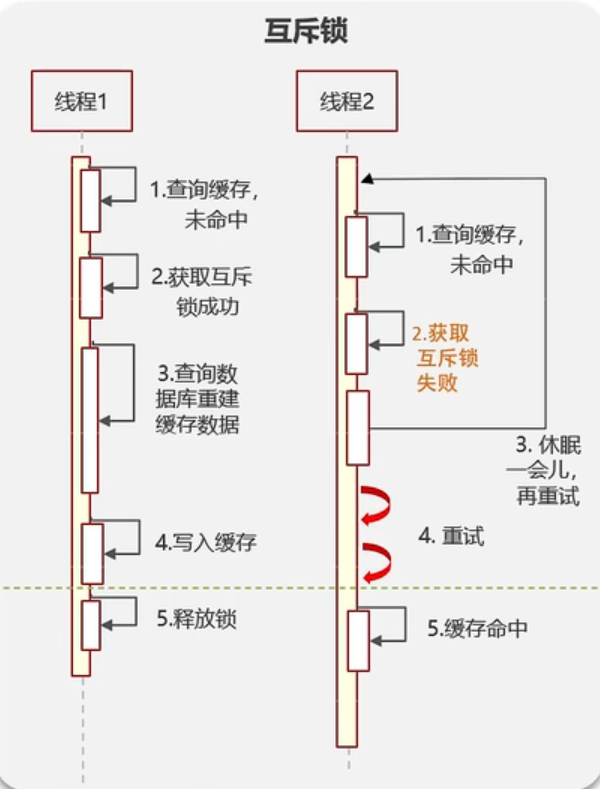 互斥锁
线程1
线程2
1.查询缓存，
未命中
2.获取互斥
锁成功
3.查询数
据库重建
缓存数据
4.写入缓存
5.释放锁
1.查询缓存，
未命中
2.获取
互斥锁
失败
3. 休眠
一会儿，
再重试
4. 重试
5.缓存命中